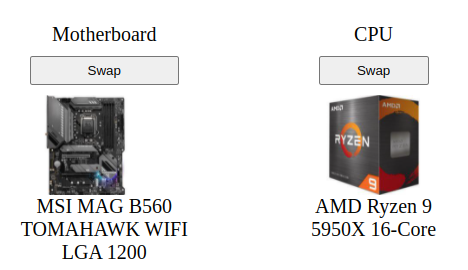 Motherboard
Swap
MSI MAG B560
TOMAHAWK WIFI
LGA 1200
CPU
Swap
AMD
AMD
RYZEN
9
AMD Ryzen 9
5950X 16-Core